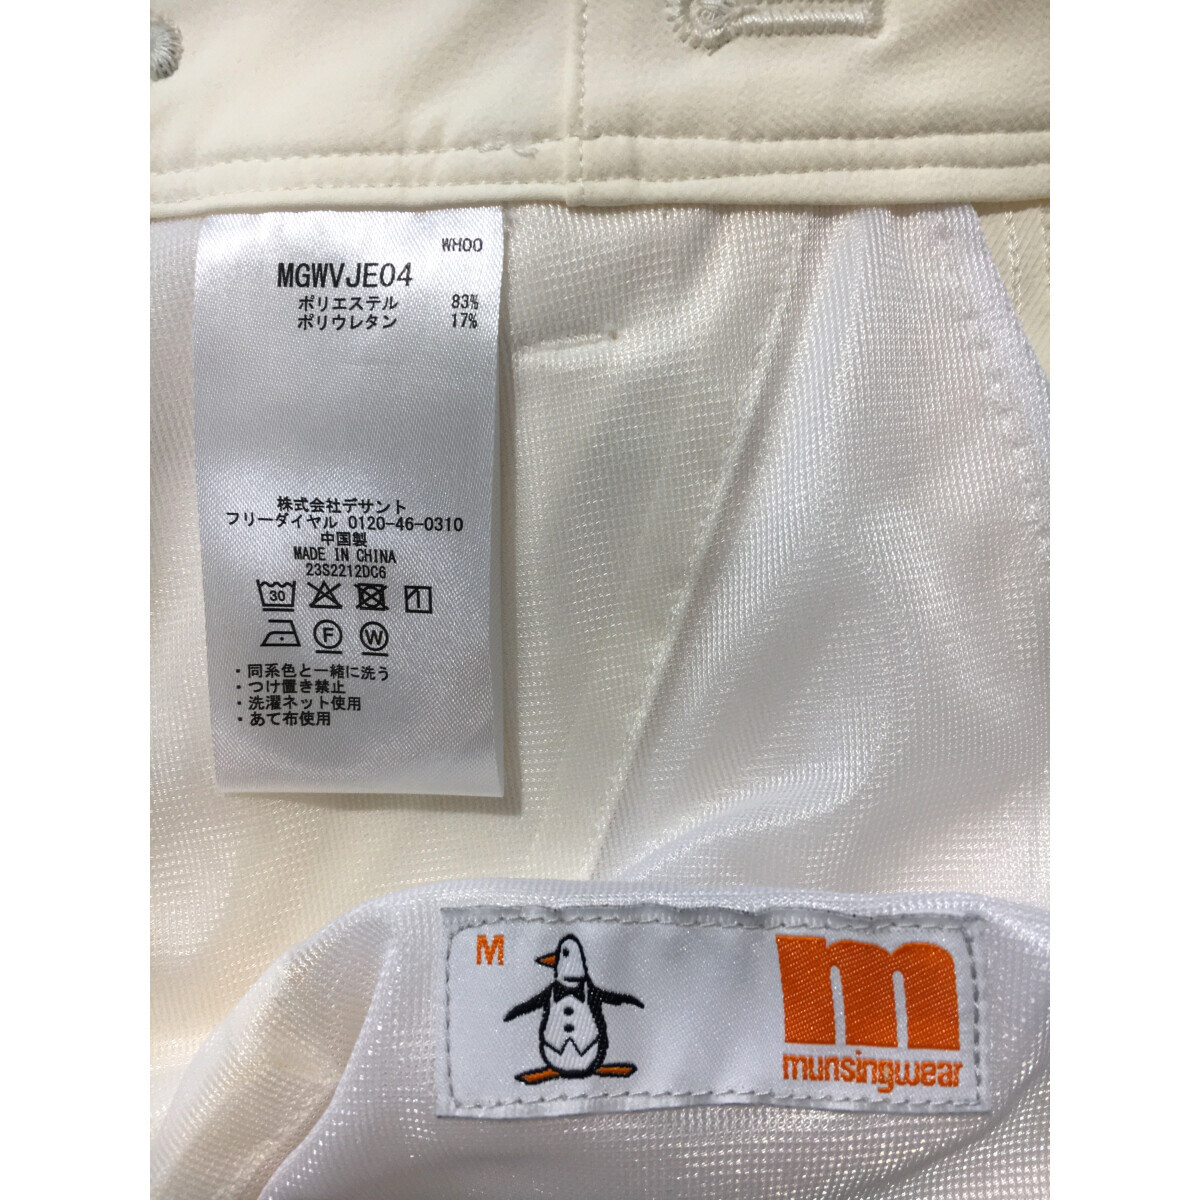 WH00
MGWVJE04
ポリエステル 83%
ポリウレタン 17%
株式会社デサント
フリーダイヤル 0120-46-0310
中国製
MADE IN CHINA
23S2212DC6
30
F W
・同系色と一緒に洗う
・つけ置き禁止
・洗濯ネット使用
・あて布使用
M
m
munsingwear